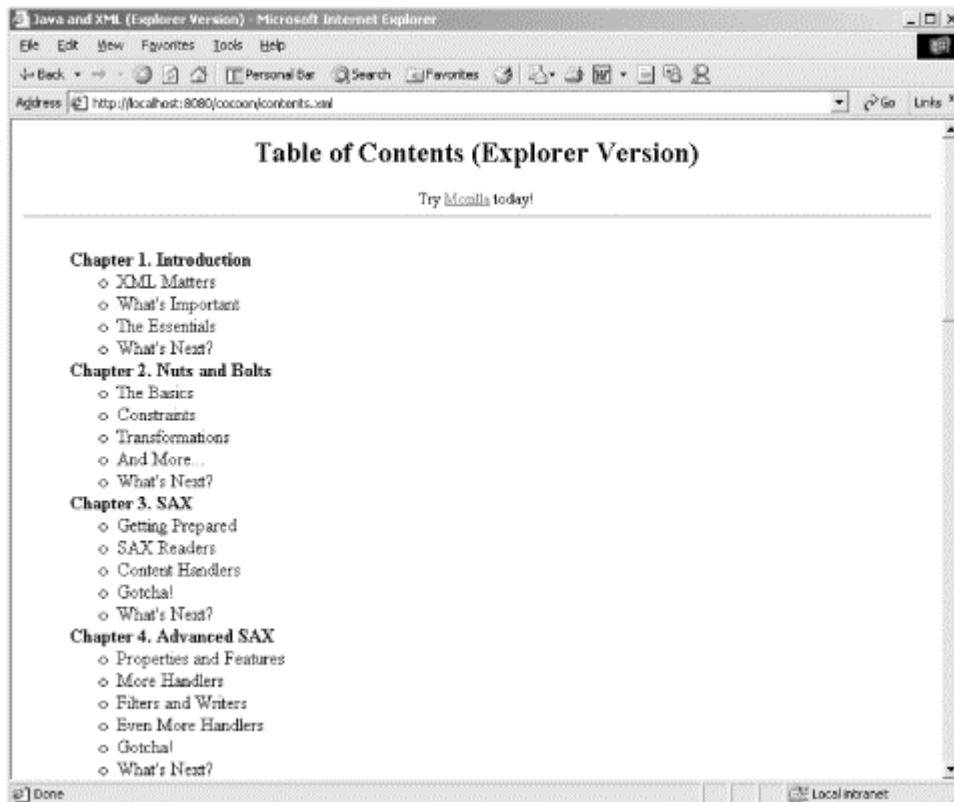 Java and XML (Explorer Version) - Microsoft Internet Explorer
File Edit View Favorites Tools Help
Back Personal Bar Search Favorites
Address http://localhost:8080/cocoon/contents.xml Go Links
Table of Contents (Explorer Version)
Try Mozilla today!
Chapter 1. Introduction
o XML Matters
o What's Important
o The Essentials
o What's Next?
Chapter 2. Nuts and Bolts
o The Basics
o Constraints
o Transformations
o And More...
o What's Next?
Chapter 3. SAX
o Getting Prepared
o SAX Readers
o Content Handlers
o Gotcha!
o What's Next?
Chapter 4. Advanced SAX
o Properties and Features
o More Handlers
o Filters and Writers
o Even More Handlers
o Gotcha!
o What's Next?
Done Local intranet